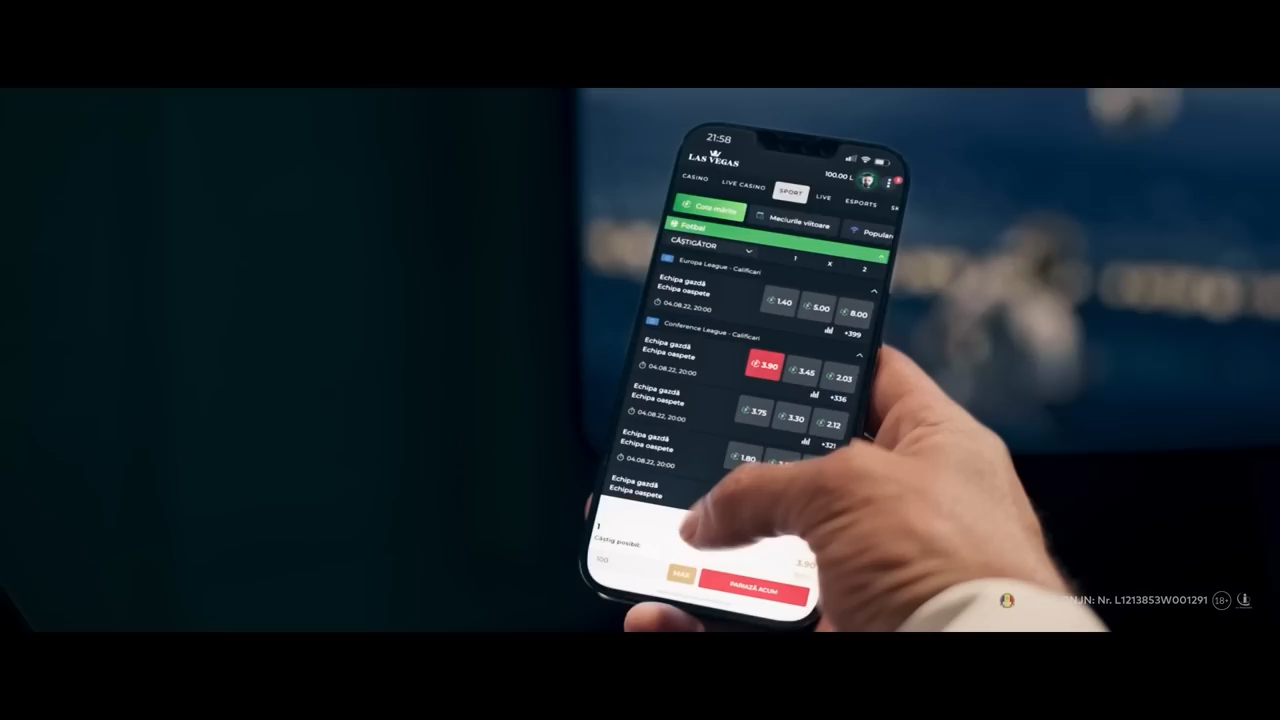 21:58
LAS VEGAS
100.00 L
CASINO LIVE CASINO SPORT LIVE ESPORTS
Cote mărite Meciurile viitoare Populare
Fotbal
CÂȘTIGĂTOR 1 X 2
Europa League - Calificari
Echipa gazdă
Echipa oaspete
1.40 5.00 8.00
04.08.22, 20:00
+399
Conference League - Calificari
Echipa gazdă
Echipa oaspete
3.90 3.45 2.03
04.08.22, 20:00
+336
Echipa gazdă
Echipa oaspete
3.75 3.30 2.12
04.08.22, 20:00
+321
Echipa gazdă
Echipa oaspete
1.80
04.08.22, 20:00
Echipa gazdă
Echipa oaspete
1
Câștig posibil:
3.90
100 MAX PARIAZĂ ACUM
Nr. L1213853W001291 18+